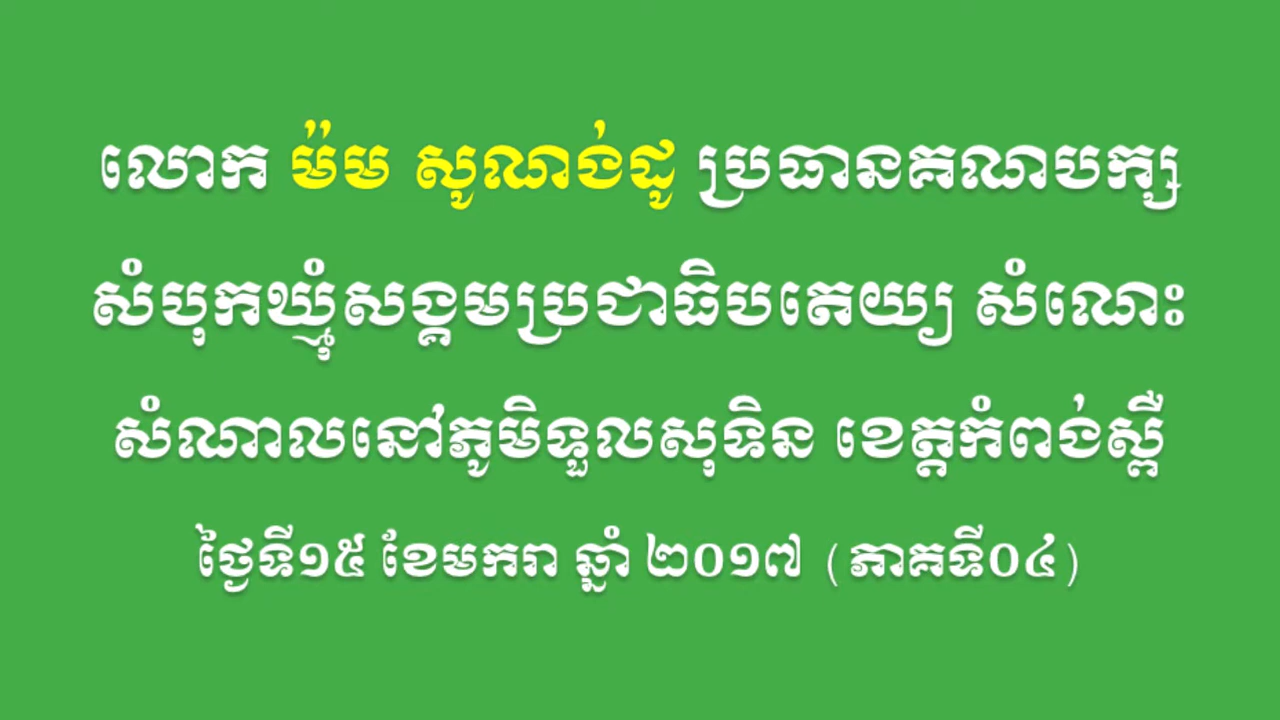 លោក ម៉ម សូណង់ដូ ប្រធានគណបក្ស
សំបុកឃ្មុំសង្គមប្រជាធិបតេយ្យ សំណេះ
សំណាលនៅភូមិទួលសុទិន ខេត្តកំពង់ស្ពឺ
ថ្ងៃទី១៥ ខែមករា ឆ្នាំ ២០១៧ (ភាគទី០៤)